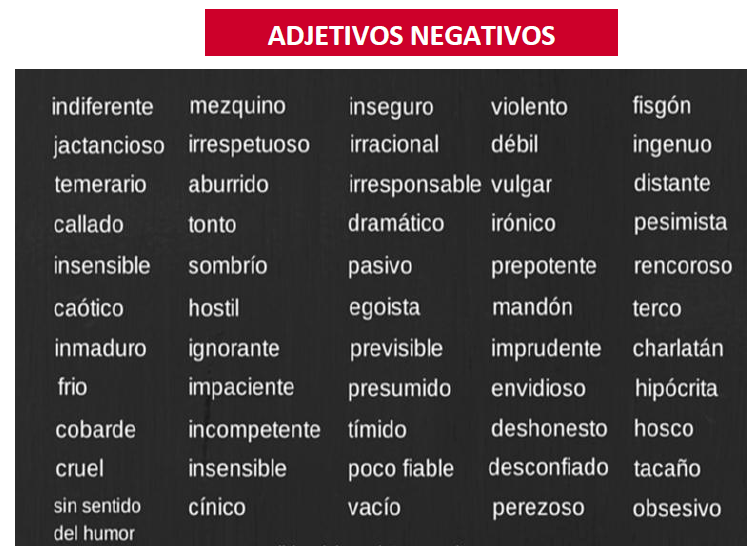 ADJETIVOS NEGATIVOS
indiferente mezquino inseguro violento fisgón
jactancioso irrespetuoso irracional débil ingenuo
temerario aburrido irresponsable vulgar distante
callado tonto dramático irónico pesimista
insensible sombrío pasivo prepotente rencoroso
caótico hostil egoista mandón terco
inmaduro ignorante previsible imprudente charlatán
frio impaciente presumido envidioso hipócrita
cobarde incompetente tímido deshonesto hosco
cruel insensible poco fiable desconfiado tacaño
sin sentido cínico vacío perezoso obsesivo
del humor